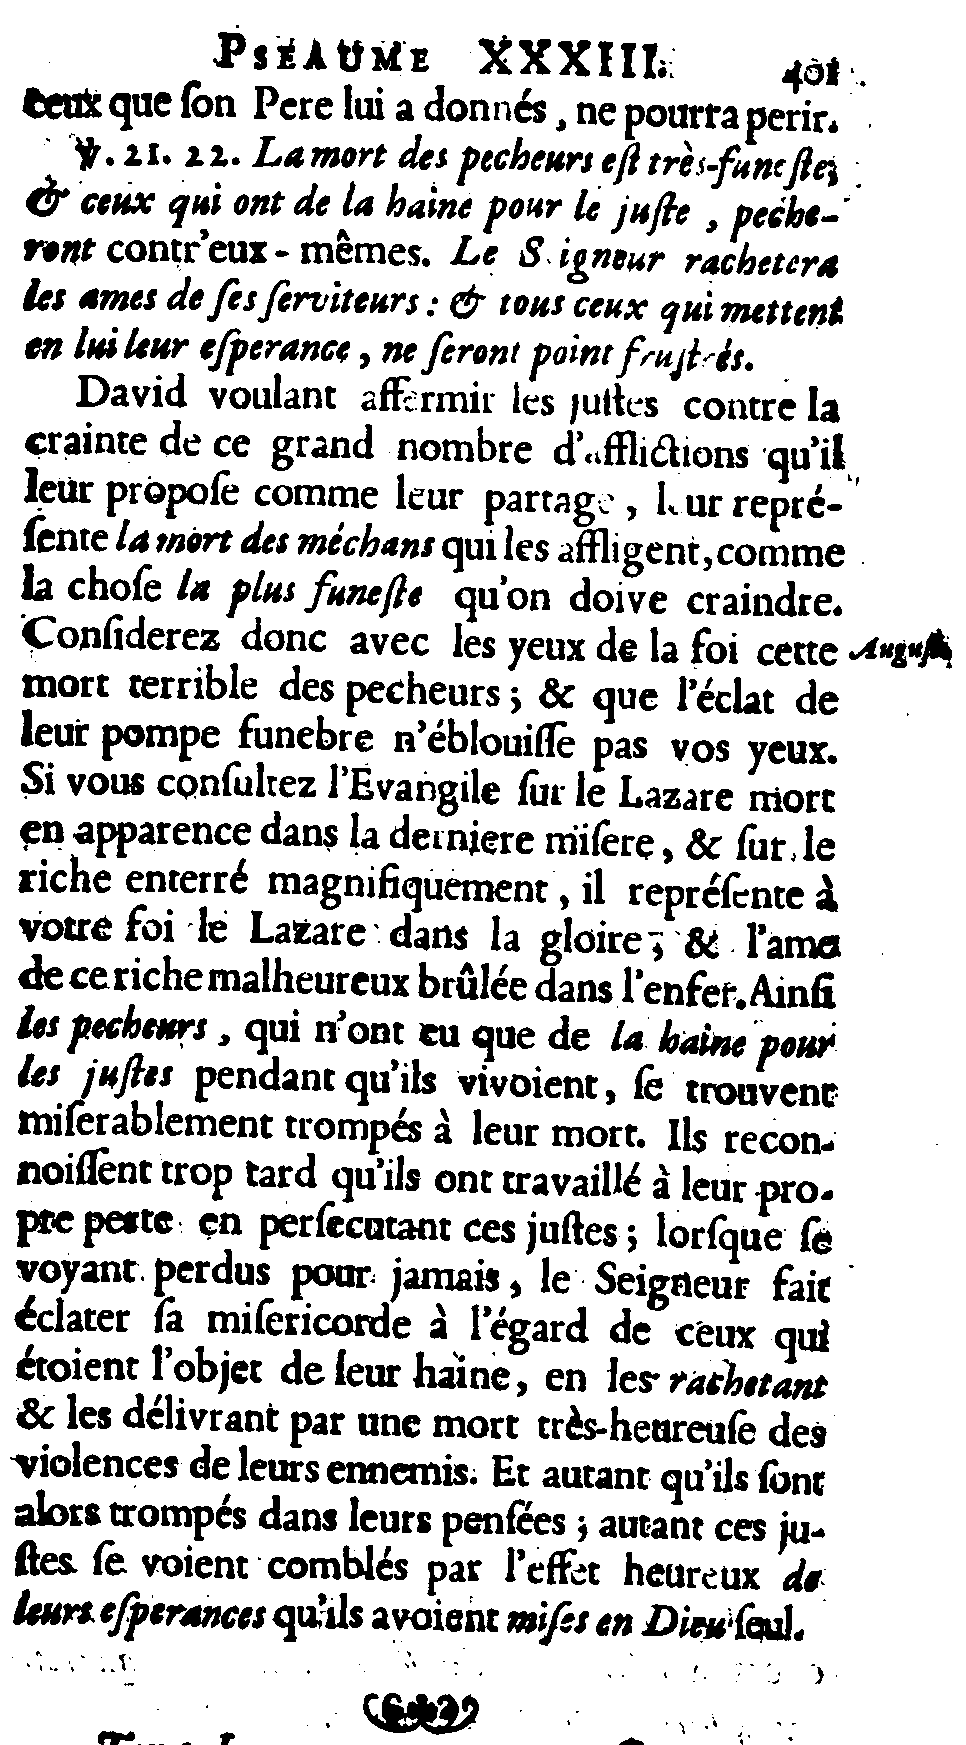 PSEAUME XXXIII. 401
ceux que ſon Pere lui a donnés, ne pourra perir.
℣. 21. 22. La mort des pecheurs eſt très-funeſte;
& ceux qui ont de la haine pour le juſte, peche-
ront contr'eux-mêmes. Le Seigneur rachetera
les ames de ſes ſerviteurs : & tous ceux qui mettent
en lui leur eſperance, ne ſeront point fruſtrés.
David voulant affermir les juſtes contre la
crainte de ce grand nombre d'afflictions qu'il
leur propoſe comme leur partage, leur repré-
ſente la mort des méchans qui les affligent, comme
la choſe la plus funeſte qu'on doive craindre.
Conſiderez donc avec les yeux de la foi cette
Auguſt.
mort terrible des pecheurs ; & que l'éclat de
leur pompe funebre n'éblouiſſe pas vos yeux.
Si vous conſultez l'Evangile ſur le Lazare mort
en apparence dans la derniere miſere, & ſur le
riche enterré magnifiquement, il repréſente à
votre foi le Lazare dans la gloire ; & l'ame
de ce riche malheureux brûlée dans l'enfer. Ainſi
les pecheurs, qui n'ont eu que de la haine pour
les juſtes pendant qu'ils vivoient, ſe trouvent
miſerablement trompés à leur mort. Ils recon-
noiſſent trop tard qu'ils ont travaillé à leur pro-
pre perte en perſecutant ces juſtes ; lorſque ſe
voyant perdus pour jamais, le Seigneur fait
éclater ſa miſericorde à l'égard de ceux qui
étoient l'objet de leur haine, en les rachetant
& les délivrant par une mort très-heureuſe des
violences de leurs ennemis. Et autant qu'ils ſont
alors trompés dans leurs penſées ; autant ces ju-
ſtes ſe voient comblés par l'effet heureux de
leurs eſperances qu'ils avoient miſes en Dieu ſeul.